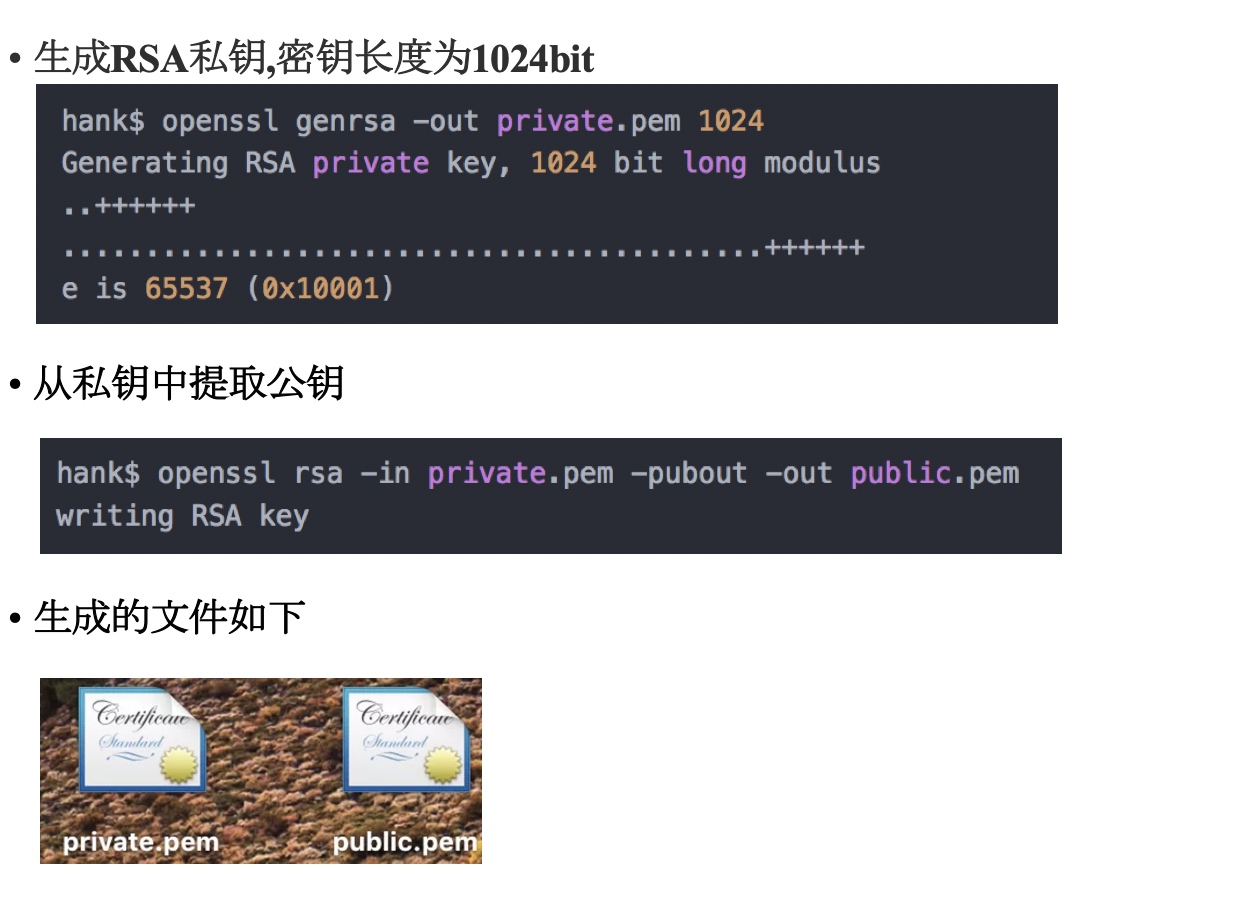 • 生成RSA私钥,密钥长度为1024bit
hank$ openssl genrsa -out private.pem 1024
Generating RSA private key, 1024 bit long modulus
..++++++
..........................................++++++
e is 65537 (0x10001)
• 从私钥中提取公钥
hank$ openssl rsa -in private.pem -pubout -out public.pem
writing RSA key
• 生成的文件如下
Certificate Certificate
Standard Standard
private.pem public.pem